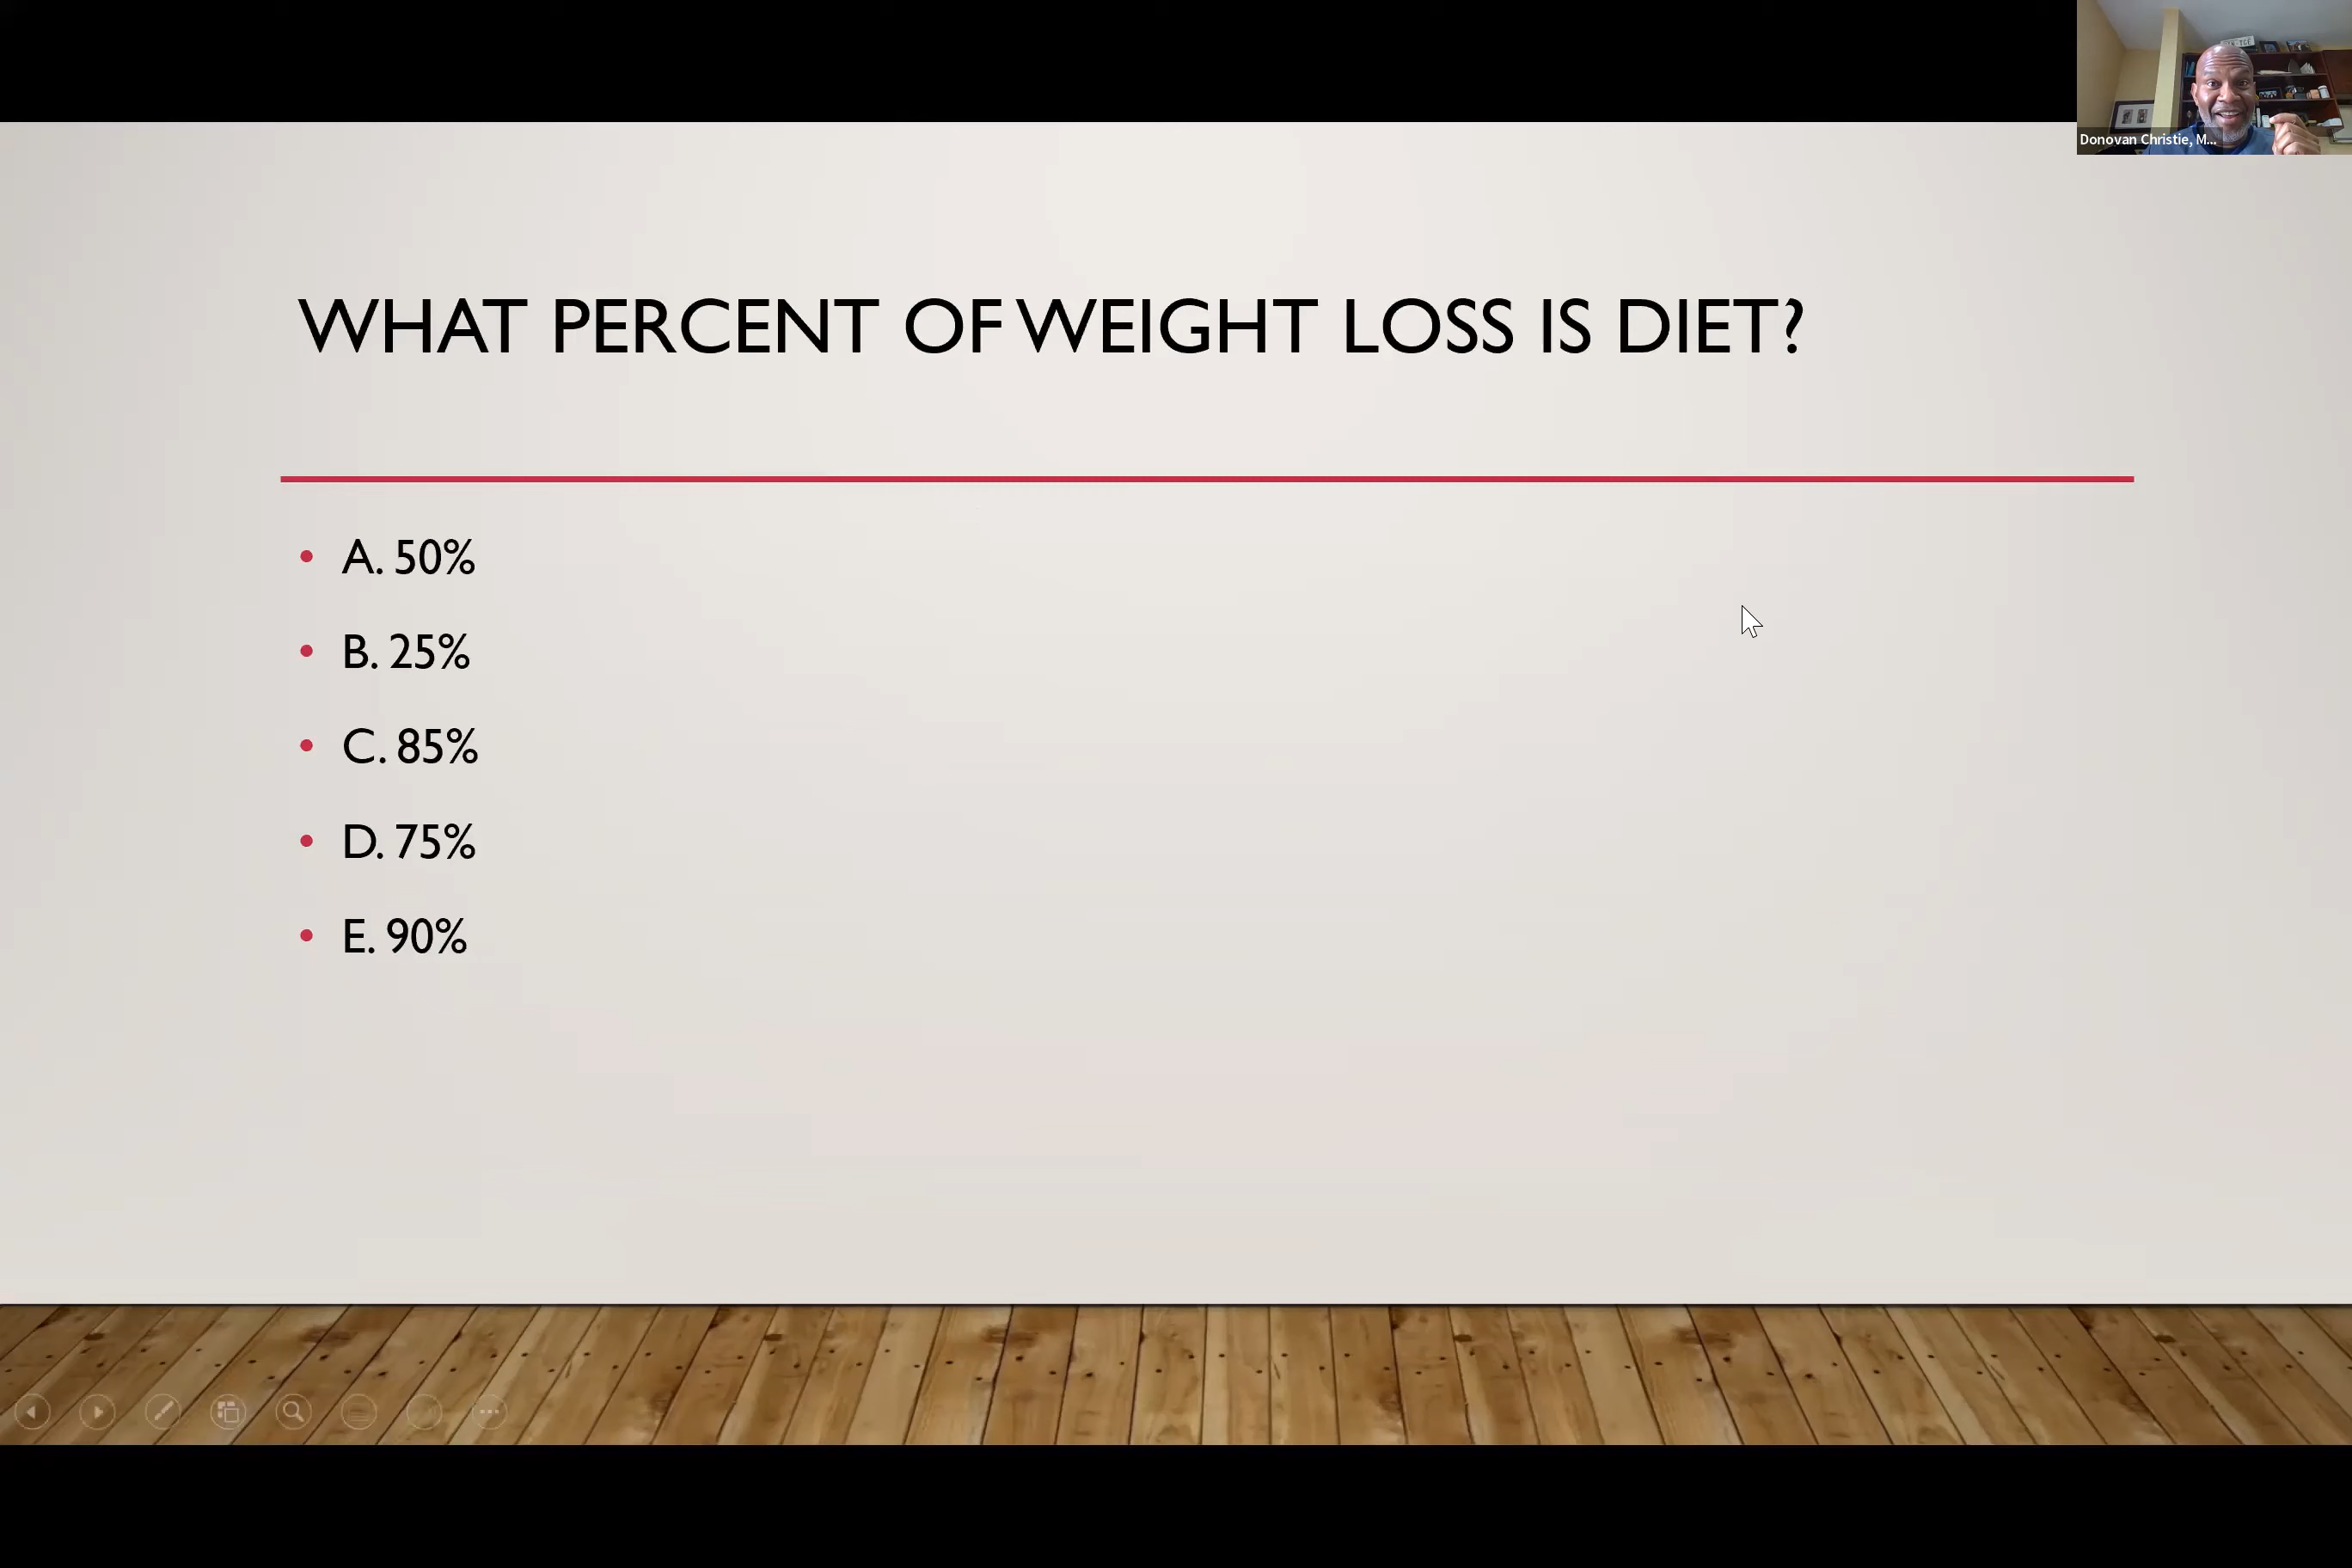 Donovan Christie, M...
WHAT PERCENT OF WEIGHT LOSS IS DIET?
• A. 50%
• B. 25%
• C. 85%
• D. 75%
• E. 90%